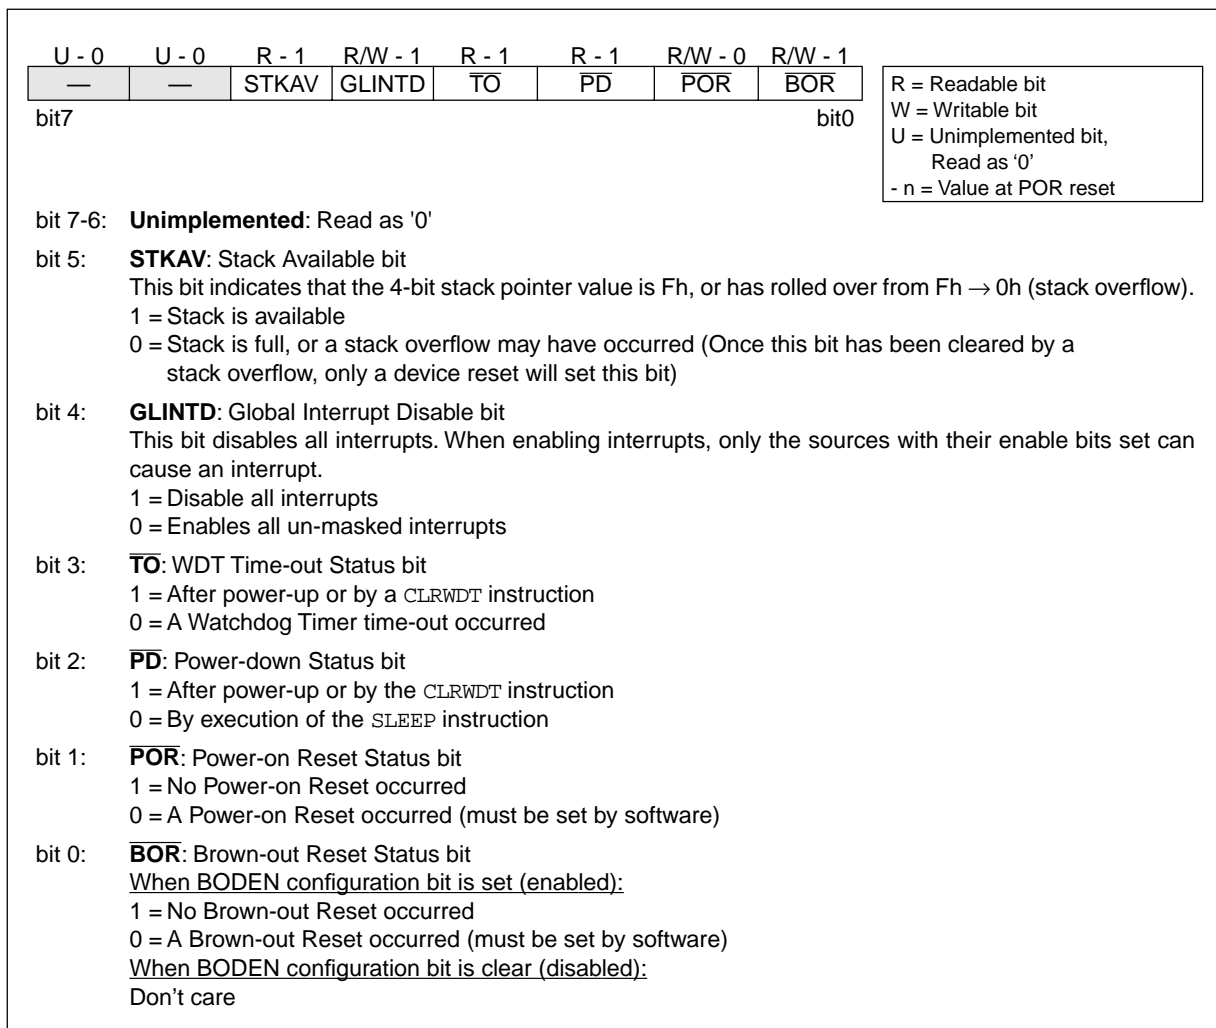 U - 0 U - 0 R - 1 R/W - 1 R - 1 R - 1 R/W - 0 R/W - 1
— — STKAV GLINTD T̅O̅ P̅D̅ P̅O̅R̅ B̅O̅R̅
bit7 bit0
R = Readable bit
W = Writable bit
U = Unimplemented bit,
Read as ‘0’
- n = Value at POR reset
bit 7-6: Unimplemented: Read as '0'
bit 5: STKAV: Stack Available bit
This bit indicates that the 4-bit stack pointer value is Fh, or has rolled over from Fh → 0h (stack overflow).
1 = Stack is available
0 = Stack is full, or a stack overflow may have occurred (Once this bit has been cleared by a
stack overflow, only a device reset will set this bit)
bit 4: GLINTD: Global Interrupt Disable bit
This bit disables all interrupts. When enabling interrupts, only the sources with their enable bits set can
cause an interrupt.
1 = Disable all interrupts
0 = Enables all un-masked interrupts
bit 3: T̅O̅: WDT Time-out Status bit
1 = After power-up or by a CLRWDT instruction
0 = A Watchdog Timer time-out occurred
bit 2: P̅D̅: Power-down Status bit
1 = After power-up or by the CLRWDT instruction
0 = By execution of the SLEEP instruction
bit 1: P̅O̅R̅: Power-on Reset Status bit
1 = No Power-on Reset occurred
0 = A Power-on Reset occurred (must be set by software)
bit 0: B̅O̅R̅: Brown-out Reset Status bit
When BODEN configuration bit is set (enabled):
1 = No Brown-out Reset occurred
0 = A Brown-out Reset occurred (must be set by software)
When BODEN configuration bit is clear (disabled):
Don't care